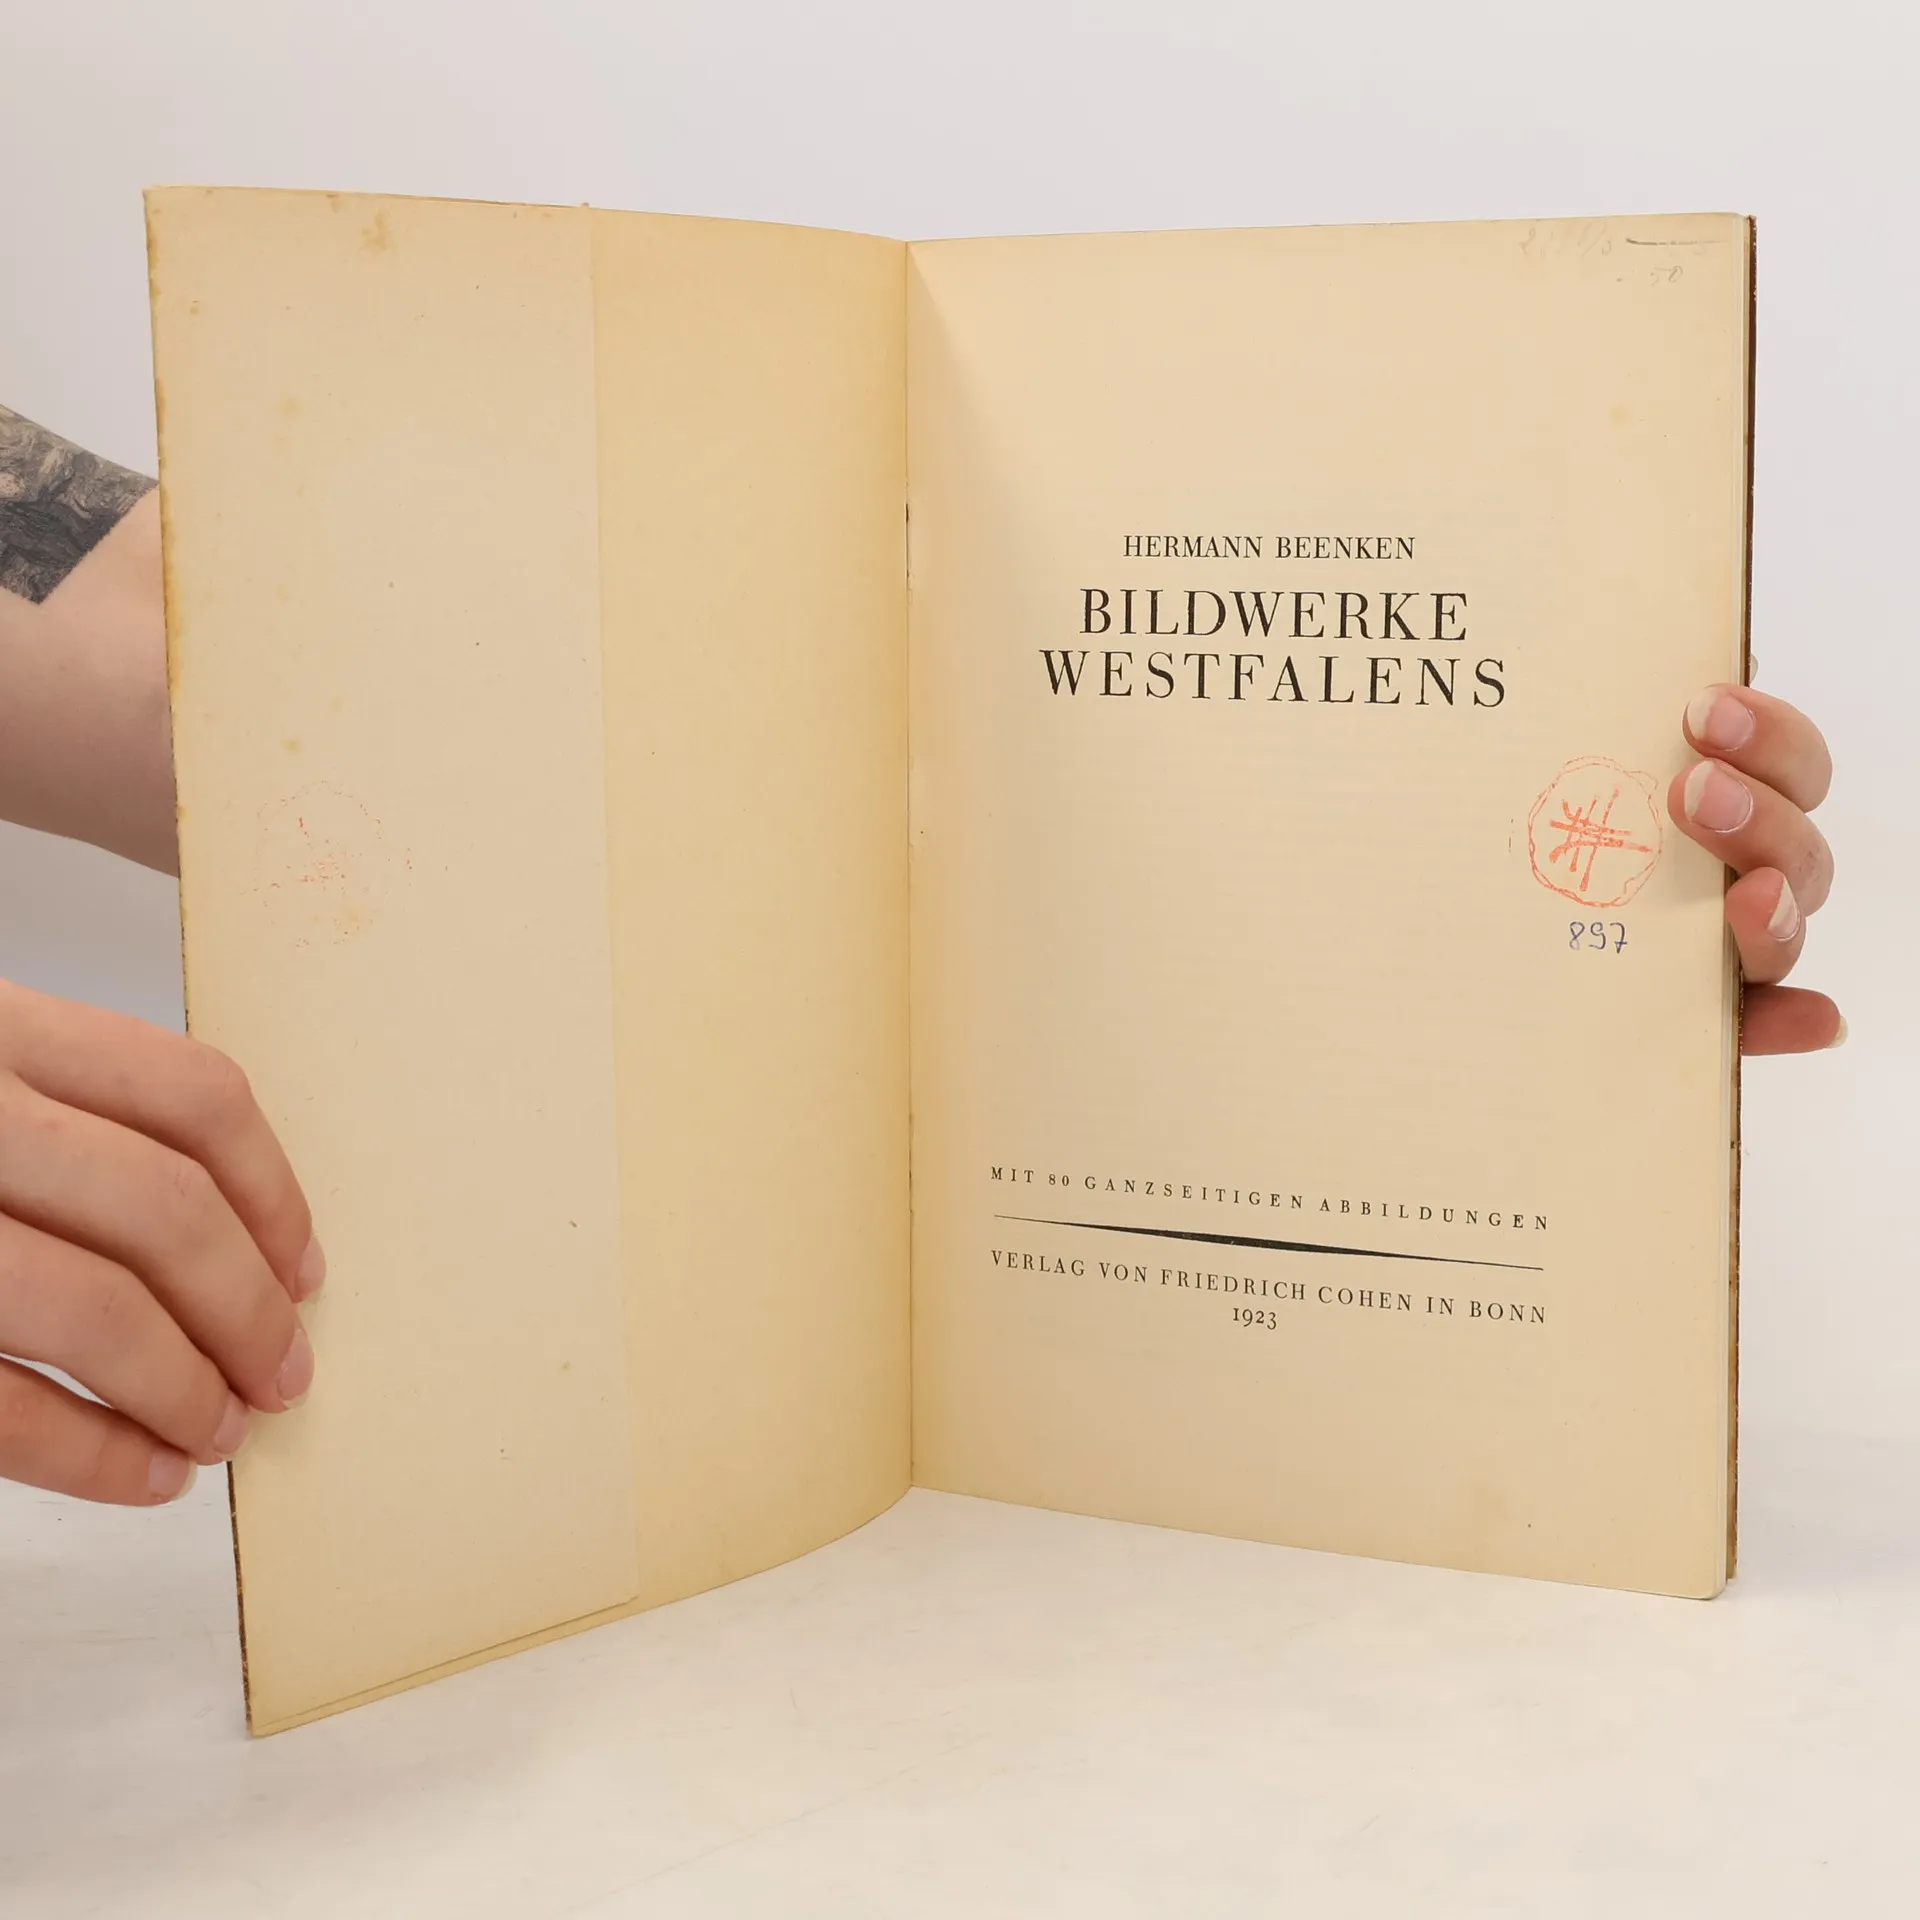 HERMANN BEENKEN
BILDWERKE
WESTFALENS
897
MIT 80 GANZSEITIGEN ABBILDUNGEN
VERLAG VON FRIEDRICH COHEN IN BONN
1923